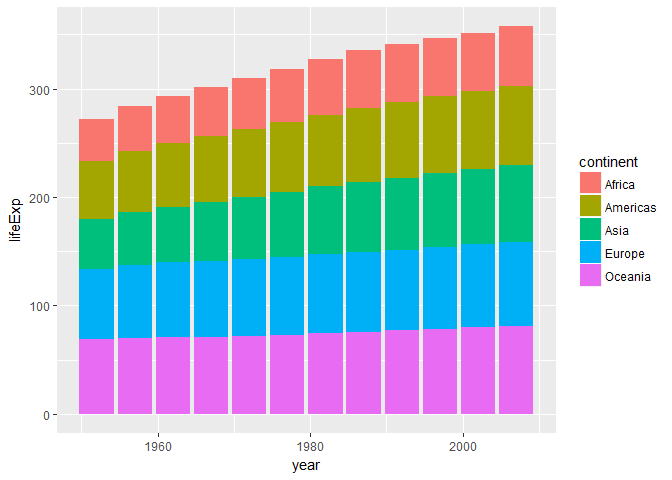 300
200
100
0
lifeExp
1960
1980
2000
year
continent
Africa
Americas
Asia
Europe
Oceania